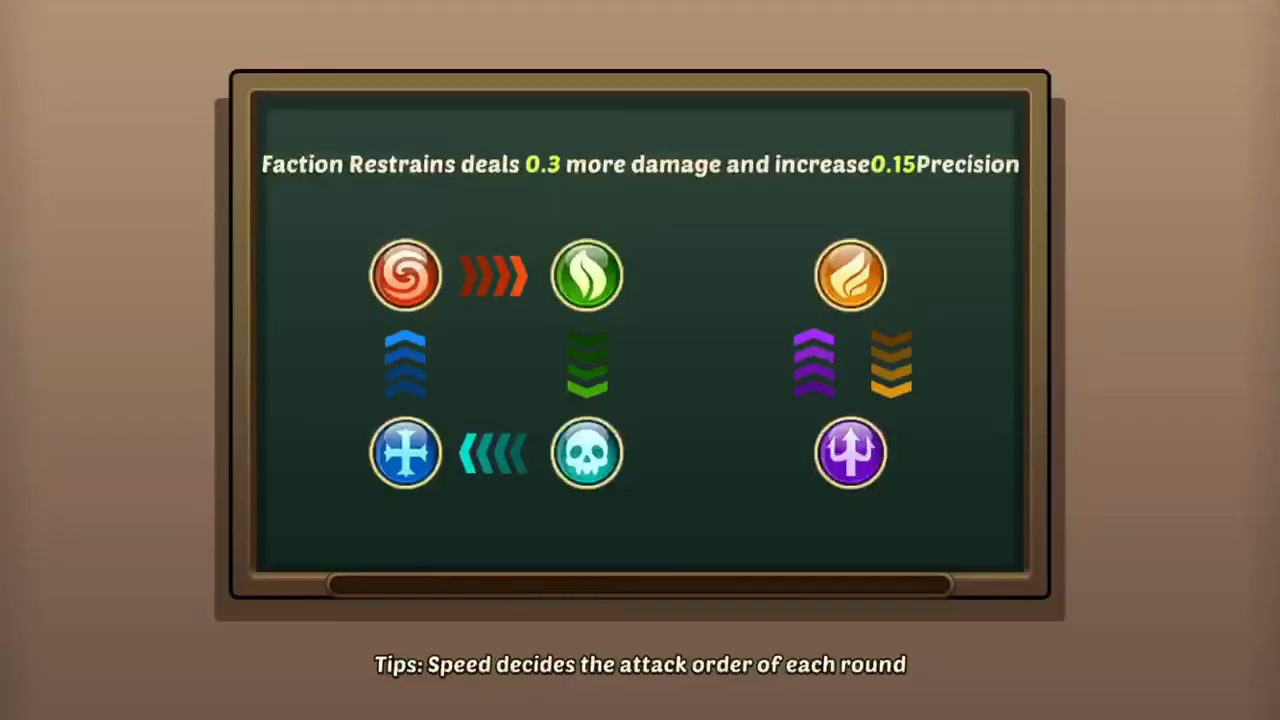 Faction Restrains deals 0.3 more damage and increase0.15Precision
Tips: Speed decides the attack order of each round